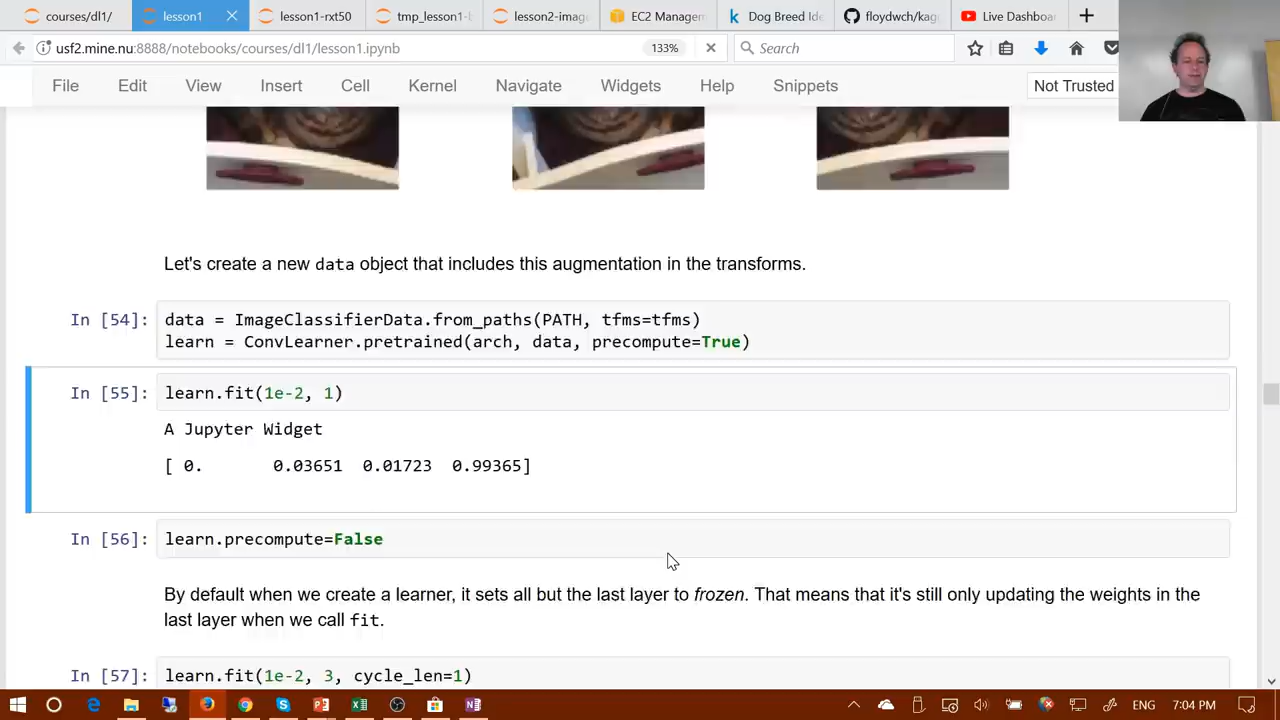 courses/dl1/
lesson1
lesson1-rxt50
tmp_lesson1-b
lesson2-imag
EC2 Managem
Dog Breed Ide
floydwch/kag
Live Dashboa
usf2.mine.nu:8888/notebooks/courses/dl1/lesson1.ipynb
133%
Search
File Edit View Insert Cell Kernel Navigate Widgets Help Snippets
Not Trusted
Let's create a new data object that includes this augmentation in the transforms.
In [54]: data = ImageClassifierData.from_paths(PATH, tfms=tfms)
learn = ConvLearner.pretrained(arch, data, precompute=True)
In [55]: learn.fit(1e-2, 1)
A Jupyter Widget
[ 0. 0.03651 0.01723 0.99365]
In [56]: learn.precompute=False
By default when we create a learner, it sets all but the last layer to frozen. That means that it's still only updating the weights in the
last layer when we call fit.
In [57]: learn.fit(1e-2, 3, cycle_len=1)
ENG
7:04 PM